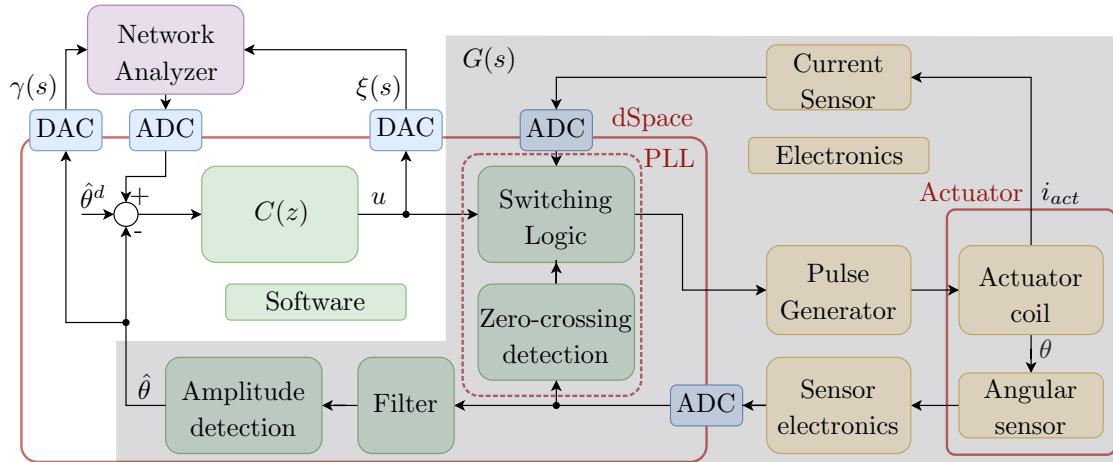 Network
Analyzer
G(s)
Current
Sensor
γ(s)
ξ(s)
DAC
ADC
DAC
ADC
dSpace
PLL
Electronics
θ̂ᵈ
+
-
C(z)
u
Switching
Logic
Actuator
i_act
Software
Pulse
Generator
Actuator
coil
Zero-crossing
detection
θ
θ̂
Amplitude
detection
Filter
ADC
Sensor
electronics
Angular
sensor